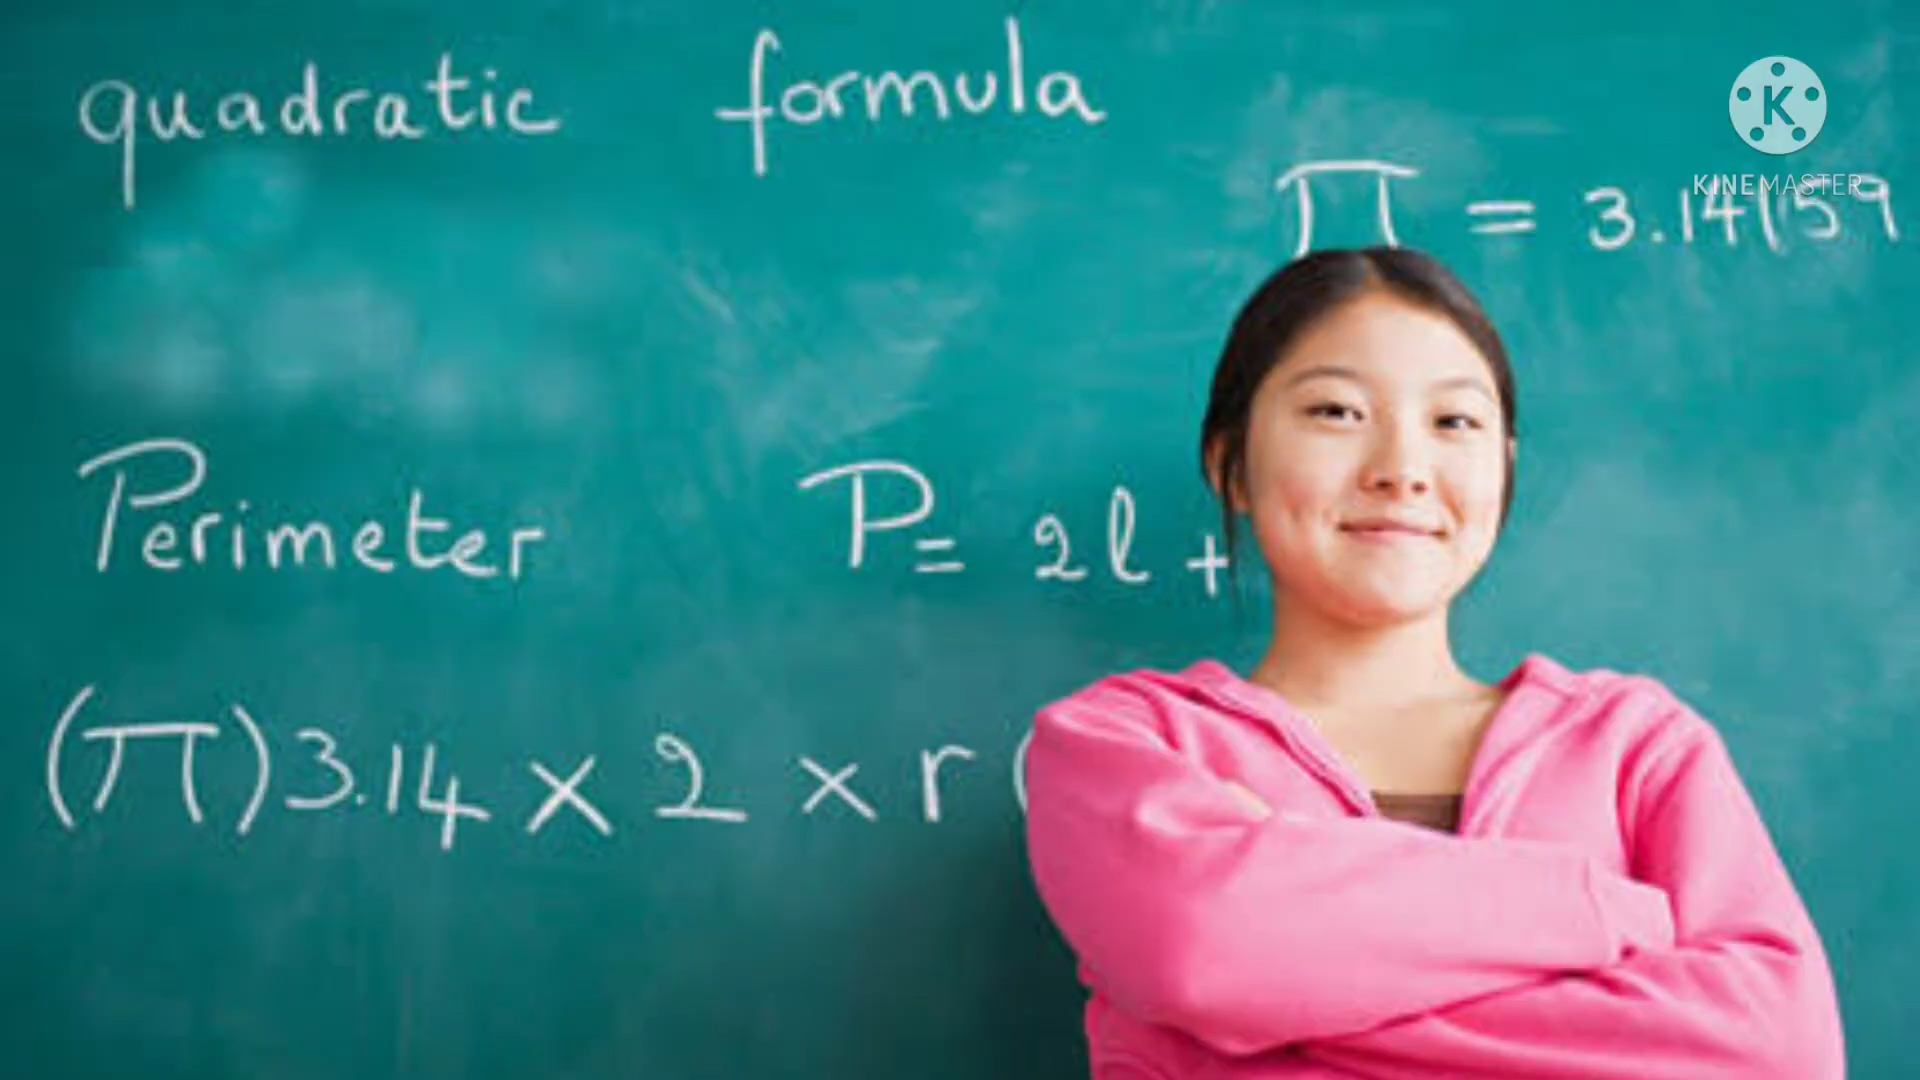 quadratic formula
π = 3.14159
KINEMASTER
Perimeter P= 2l +
(π) 3.14 x 2 x r (